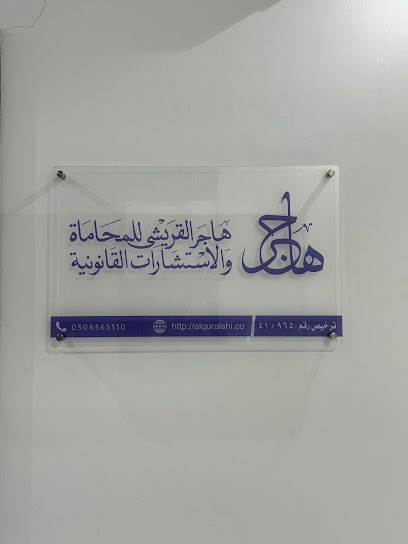 هاجر
هاجر القريشي للمحاماة
والاستشارات القانونية
ترخيص رقم: ٤١/٩٦٥
http://alquraishi.co
0506565510